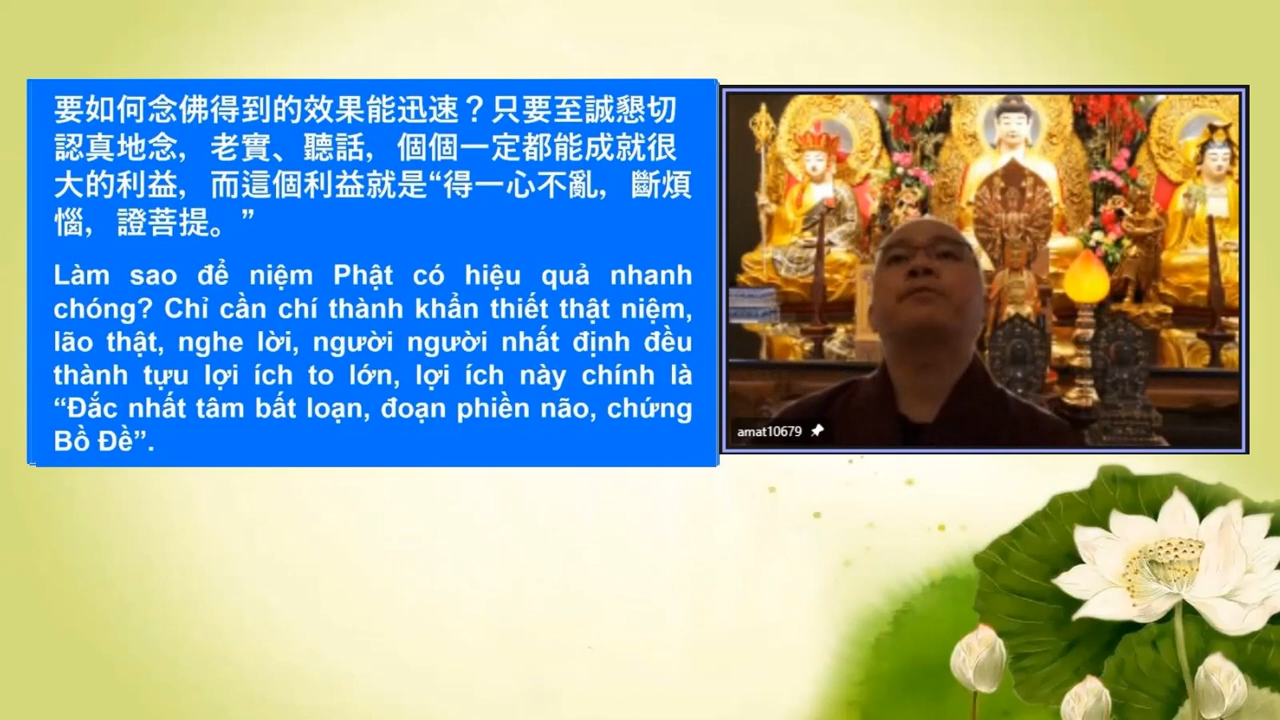 要如何念佛得到的效果能迅速？只要至誠懇切
認真地念，老實、聽話，個個一定都能成就很
大的利益，而這個利益就是“得一心不亂，斷煩
惱，證菩提。”
Làm sao để niệm Phật có hiệu quả nhanh
chóng? Chỉ cần chí thành khẩn thiết thật niệm,
lão thật, nghe lời, người người nhất định đều
thành tựu lợi ích to lớn, lợi ích này chính là
“Đắc nhất tâm bất loạn, đoạn phiền não, chứng
Bồ Đề”.
amat10679